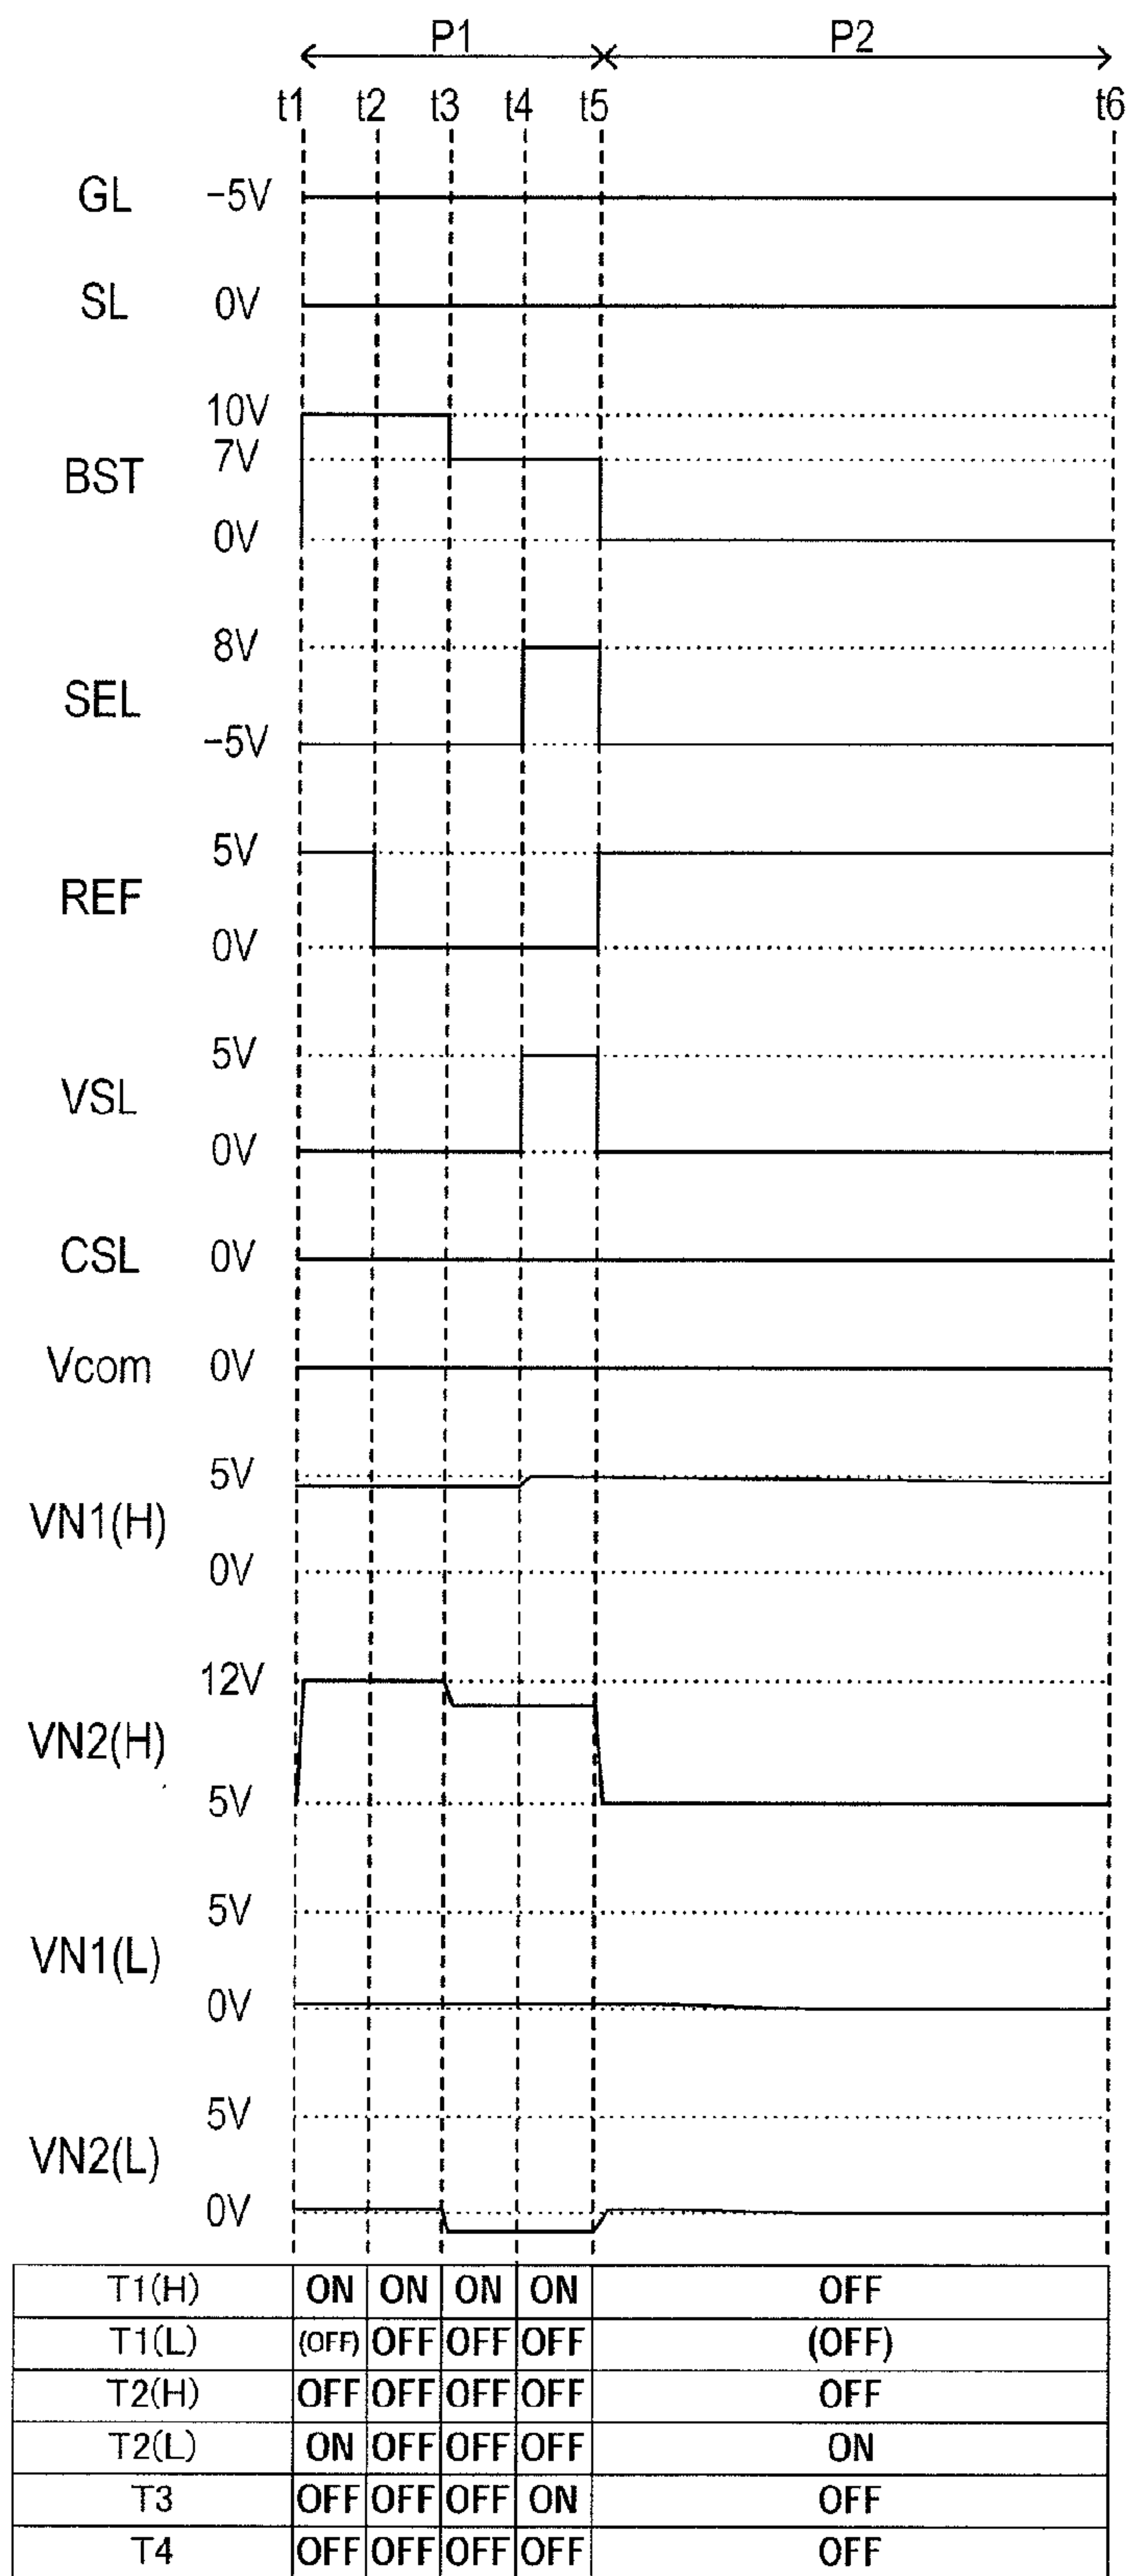 P1 P2
t1 t2 t3 t4 t5 t6
GL −5V
SL 0V
10V
7V
BST
0V
8V
SEL
−5V
5V
REF
0V
5V
VSL
0V
CSL 0V
Vcom 0V
5V
VN1(H)
0V
12V
VN2(H)
5V
5V
VN1(L)
0V
5V
VN2(L)
0V
T1(H) ON ON ON ON OFF
T1(L) (OFF) OFF OFF OFF (OFF)
T2(H) OFF OFF OFF OFF OFF
T2(L) ON OFF OFF OFF ON
T3 OFF OFF OFF ON OFF
T4 OFF OFF OFF OFF OFF